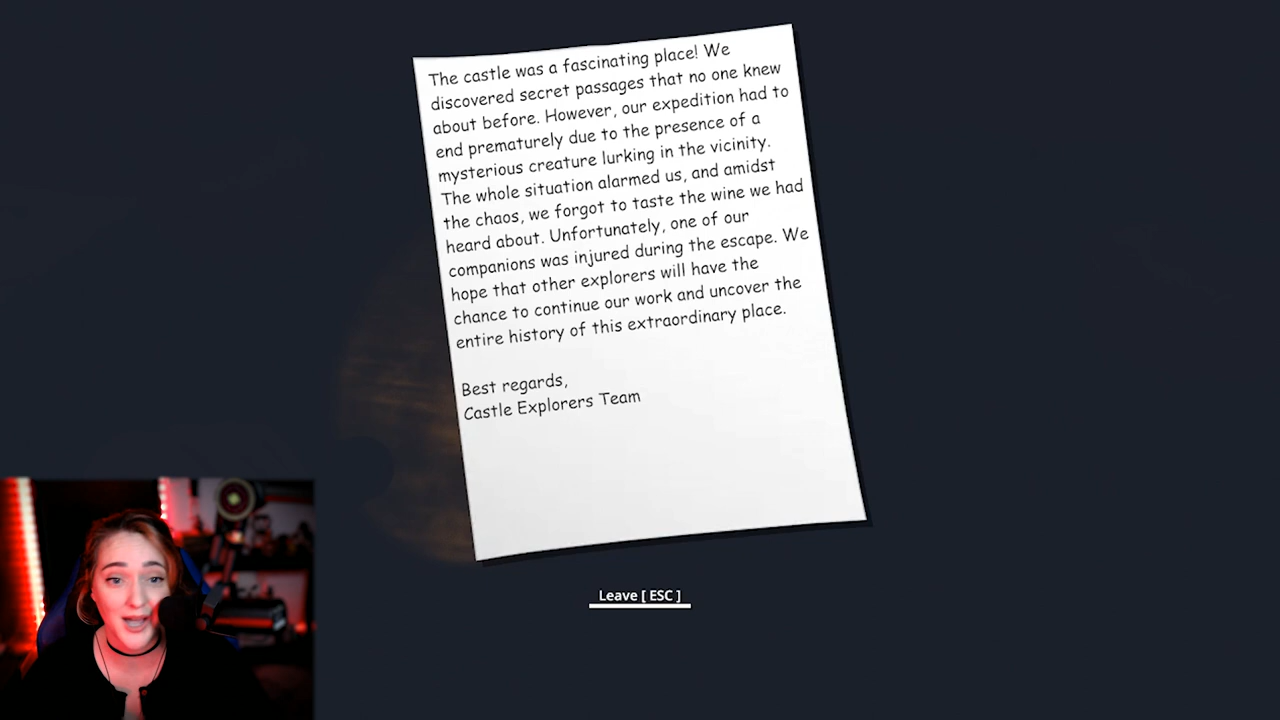 The castle was a fascinating place! We
discovered secret passages that no one knew
about before. However, our expedition had to
end prematurely due to the presence of a
mysterious creature lurking in the vicinity.
The whole situation alarmed us, and amidst
the chaos, we forgot to taste the wine we had
heard about. Unfortunately, one of our
companions was injured during the escape. We
hope that other explorers will have the
chance to continue our work and uncover the
entire history of this extraordinary place.
Best regards,
Castle Explorers Team
Leave [ ESC ]